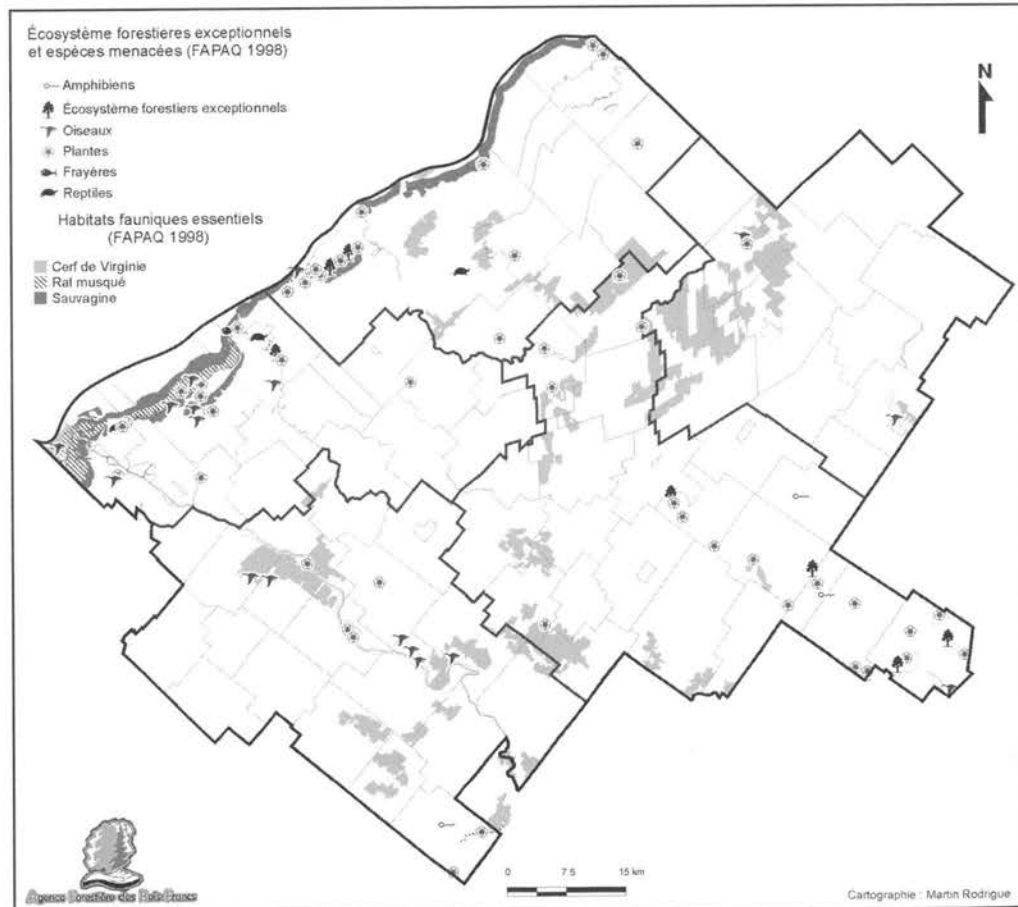 Écosystème forestieres exceptionnels
et espèces menacées (FAPAQ 1998)
Amphibiens
Écosystème forestiers exceptionnels
Oiseaux
Plantes
Frayères
Reptiles
Habitats fauniques essentiels
(FAPAQ 1998)
Cerf de Virginie
Rat musqué
Sauvagine
N
0 7.5 15 km
Agence Forestière des Bois-Francs
Cartographie : Martin Rodrigue